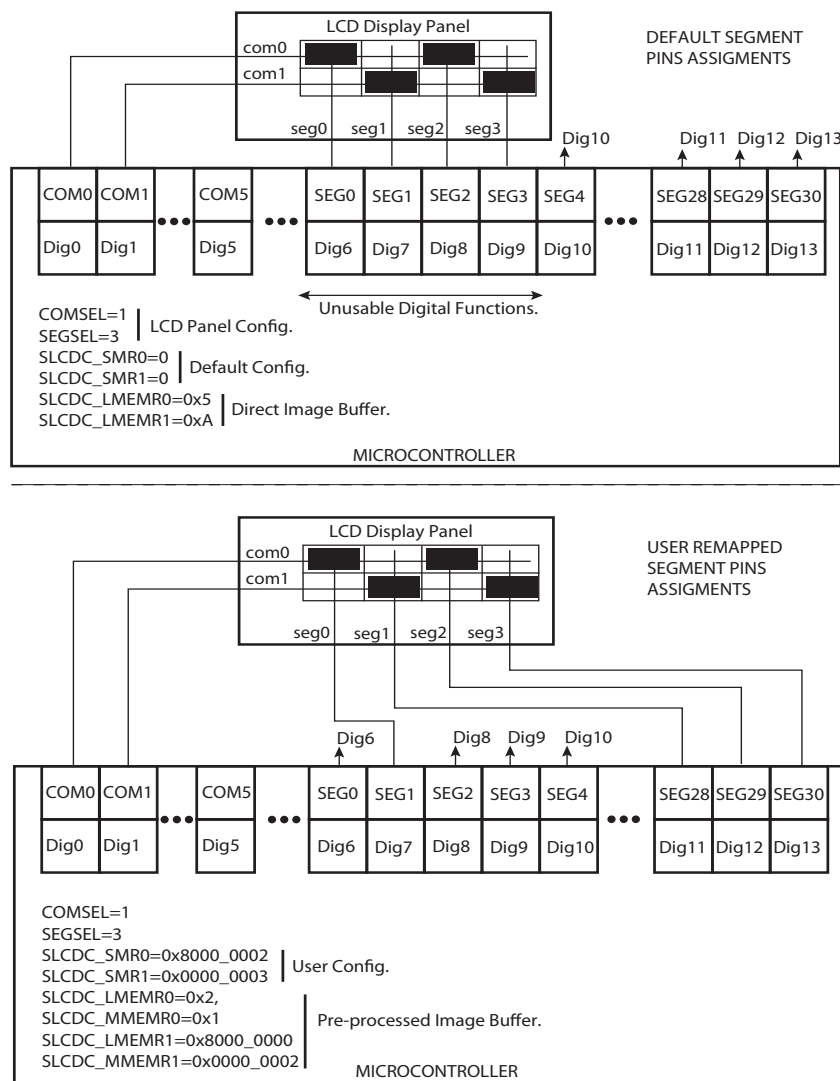 LCD Display Panel
DEFAULT SEGMENT
PINS ASSIGMENTS
com0
com1
seg0 seg1 seg2 seg3
Dig10 Dig11 Dig12 Dig13
COM0 COM1 COM5 SEG0 SEG1 SEG2 SEG3 SEG4 SEG28 SEG29 SEG30
Dig0 Dig1 Dig5 Dig6 Dig7 Dig8 Dig9 Dig10 Dig11 Dig12 Dig13
Unusable Digital Functions.
COMSEL=1
SEGSEL=3
LCD Panel Config.
SLCDC_SMR0=0
SLCDC_SMR1=0
Default Config.
SLCDC_LMEMR0=0x5
SLCDC_LMEMR1=0xA
Direct Image Buffer.
MICROCONTROLLER
LCD Display Panel
USER REMAPPED
SEGMENT PINS
ASSIGMENTS
com0
com1
seg0 seg1 seg2 seg3
Dig6 Dig8 Dig9 Dig10
COM0 COM1 COM5 SEG0 SEG1 SEG2 SEG3 SEG4 SEG28 SEG29 SEG30
Dig0 Dig1 Dig5 Dig6 Dig7 Dig8 Dig9 Dig10 Dig11 Dig12 Dig13
COMSEL=1
SEGSEL=3
SLCDC_SMR0=0x8000_0002
SLCDC_SMR1=0x0000_0003
User Config.
SLCDC_LMEMR0=0x2,
SLCDC_MMEMR0=0x1
SLCDC_LMEMR1=0x8000_0000
SLCDC_MMEMR1=0x0000_0002
Pre-processed Image Buffer.
MICROCONTROLLER